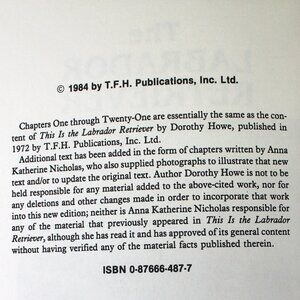 © 1984 by T.F.H. Publications, Inc. Ltd.
Chapters One through Twenty-One are essentially the same as the con-
tent of This Is the Labrador Retriever by Dorothy Howe, published in
1972 by T.F.H. Publications, Inc. Ltd.
Additional text has been added in the form of chapters written by Anna
Katherine Nicholas, who also supplied photographs to illustrate that new
text and/or to update the original text. Author Dorothy Howe is not to be
held responsible for any material added to the above-cited work, nor for
any deletions and other changes made in order to incorporate that work
into this new edition; neither is Anna Katherine Nicholas responsible for
any of the material that previously appeared in This Is the Labrador
Retriever, although she has read it and has approved of its general content
without having verified any of the material facts published therein.
ISBN 0-87666-487-7